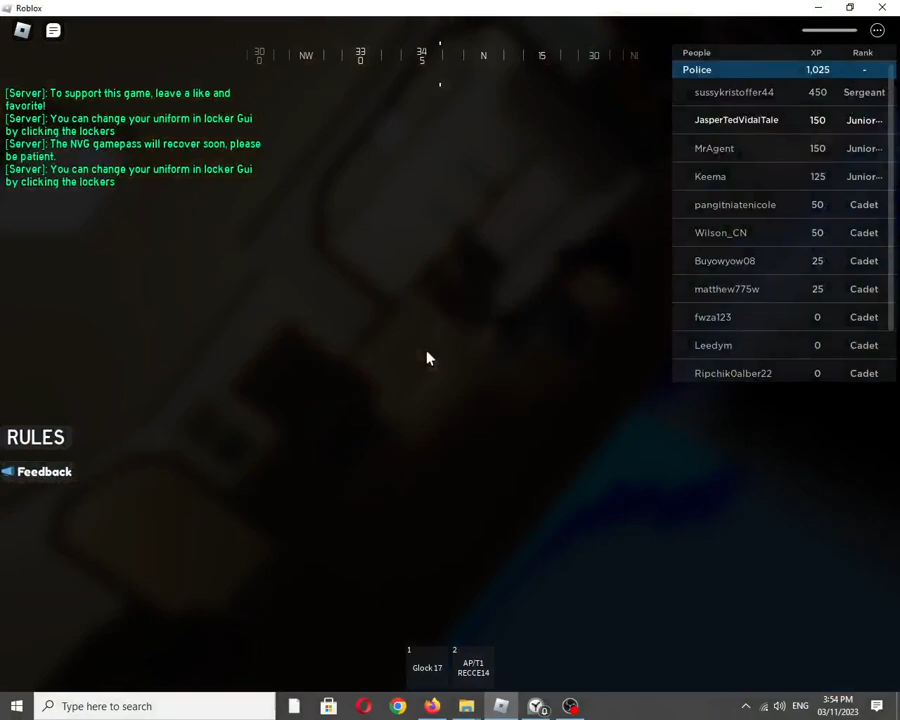 Roblox
30
0
NW
33
0
34
5
N
15
30
NI
People XP Rank
Police 1,025 -
sussykristoffer44 450 Sergeant
JasperTedVidalTale 150 Junior...
MrAgent 150 Junior...
Keema 125 Junior...
pangitniatenicole 50 Cadet
Wilson_CN 50 Cadet
Buyowyow08 25 Cadet
matthew775w 25 Cadet
fwza123 0 Cadet
Leedym 0 Cadet
Ripchik0alber22 0 Cadet
[Server]: To support this game, leave a like and
favorite!
[Server]: You can change your uniform in locker Gui
by clicking the lockers
[Server]: The NVG gamepass will recover soon, please
be patient.
[Server]: You can change your uniform in locker Gui
by clicking the lockers
RULES
Feedback
1
Glock 17
2
AP/T1
RECCE14
Type here to search
ENG
3:54 PM
03/11/2023